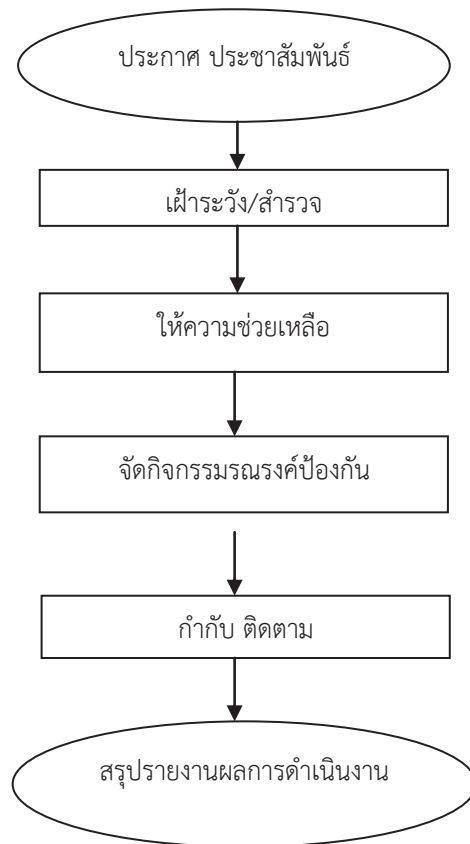 ประกาศ ประชาสัมพันธ์
เฝ้าระวัง/สำรวจ
ให้ความช่วยเหลือ
จัดกิจกรรมรณรงค์ป้องกัน
กำกับ ติดตาม
สรุปรายงานผลการดำเนินงาน